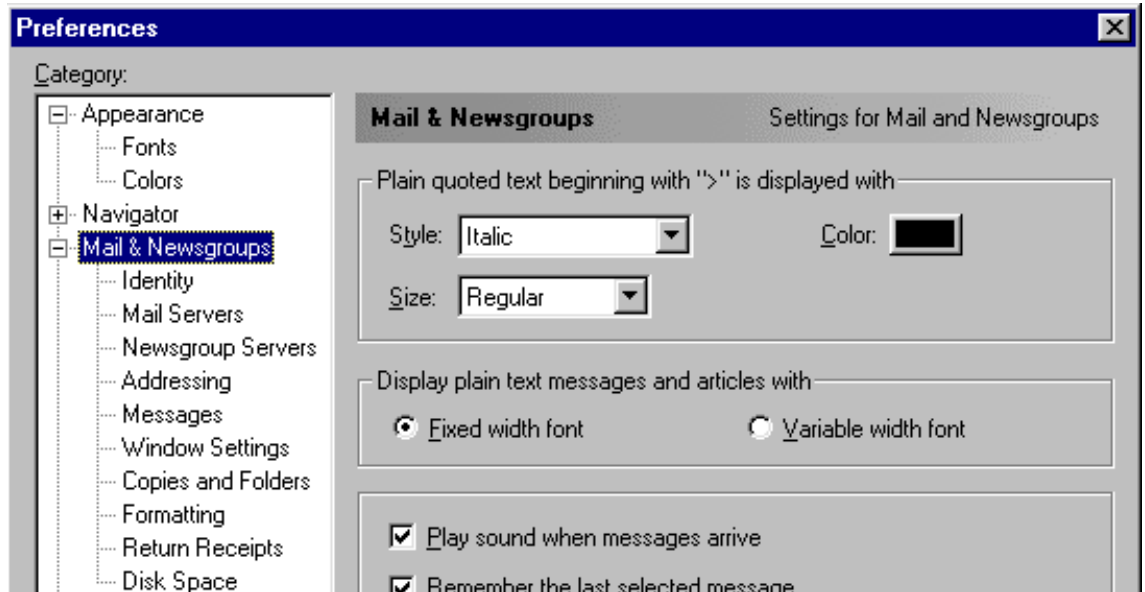 Preferences
Category:
Appearance
Fonts
Colors
Navigator
Mail & Newsgroups
Identity
Mail Servers
Newsgroup Servers
Addressing
Messages
Window Settings
Copies and Folders
Formatting
Return Receipts
Disk Space
Mail & Newsgroups Settings for Mail and Newsgroups
Plain quoted text beginning with ">" is displayed with
Style: Italic Color:
Size: Regular
Display plain text messages and articles with
Fixed width font Variable width font
Play sound when messages arrive
Remember the last selected message